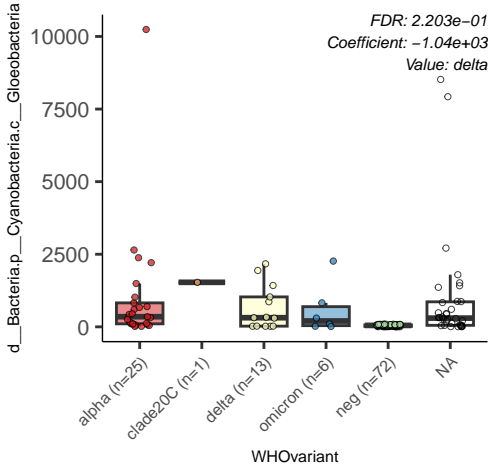 FDR: 2.203e−01
Coefficient: −1.04e+03
Value: delta
d__Bacteria.p__Cyanobacteria.c__Gloeobacteria
10000
7500
5000
2500
0
alpha (n=25)
clade20C (n=1)
delta (n=13)
omicron (n=6)
neg (n=72)
NA
WHOvariant